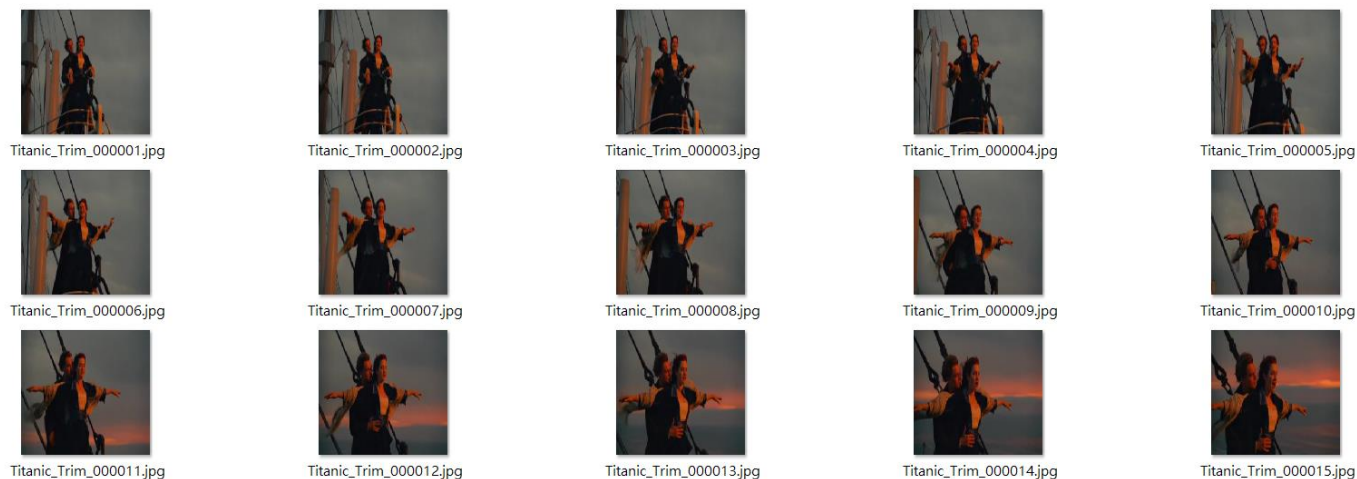 Titanic_Trim_000001.jpg Titanic_Trim_000002.jpg Titanic_Trim_000003.jpg Titanic_Trim_000004.jpg Titanic_Trim_000005.jpg
Titanic_Trim_000006.jpg Titanic_Trim_000007.jpg Titanic_Trim_000008.jpg Titanic_Trim_000009.jpg Titanic_Trim_000010.jpg
Titanic_Trim_000011.jpg Titanic_Trim_000012.jpg Titanic_Trim_000013.jpg Titanic_Trim_000014.jpg Titanic_Trim_000015.jpg